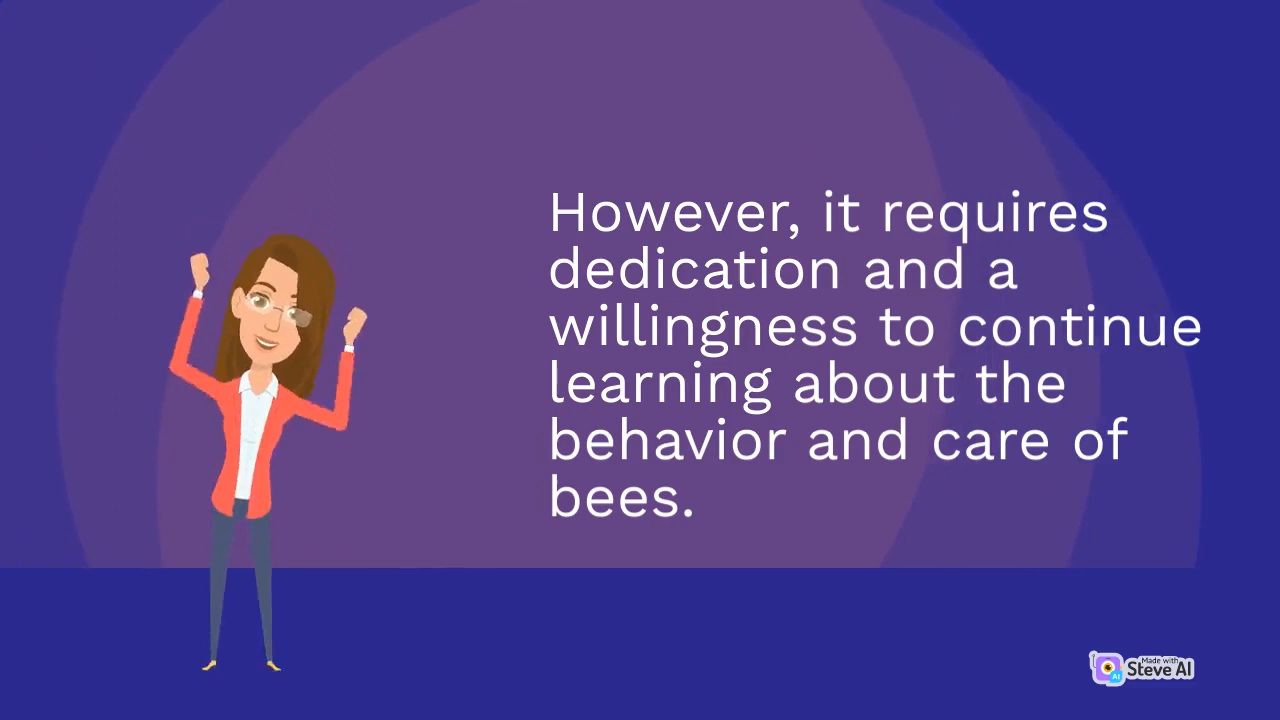 However, it requires
dedication and a
willingness to continue
learning about the
behavior and care of
bees.
Made with
Steve AI
AI